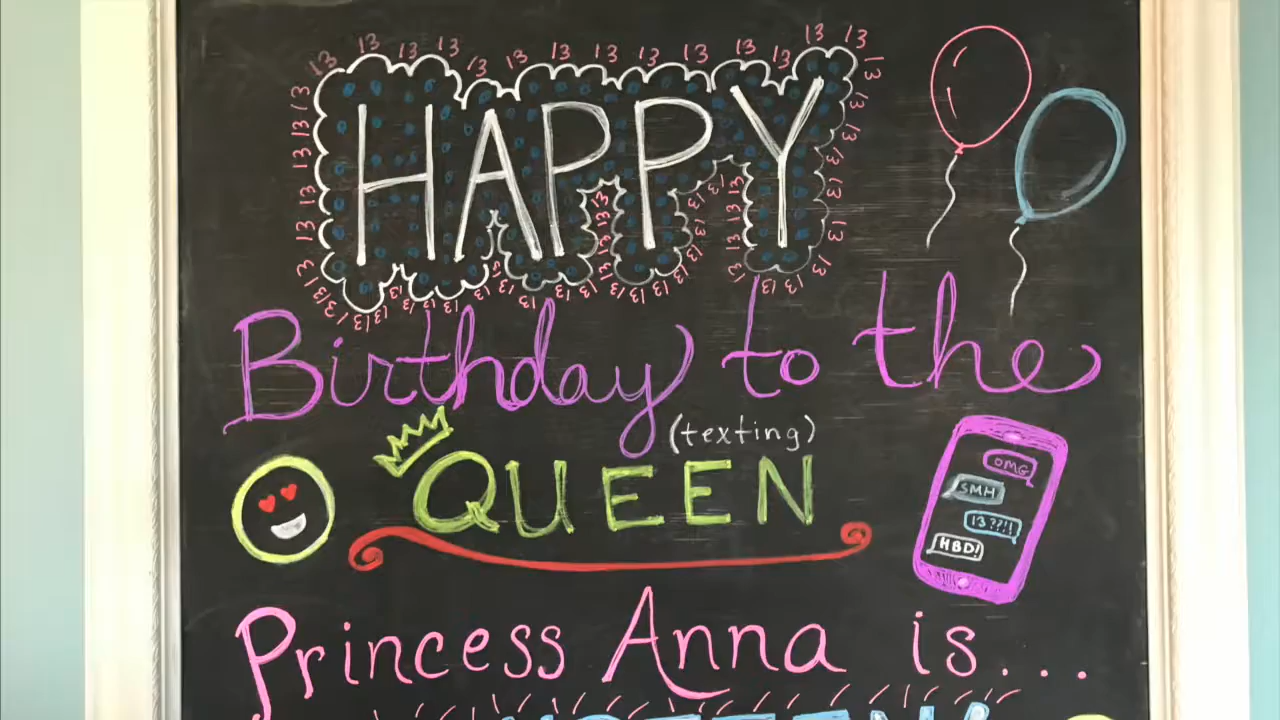 HAPPY
Birthday to the
(texting)
QUEEN
OMG
SMH
13??!!
HBD!
Princess Anna is...